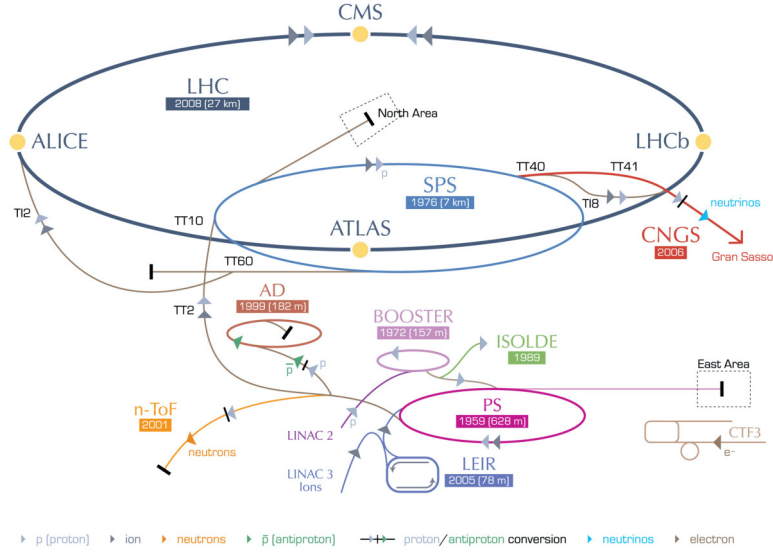 CMS
LHC
2008 (27 km)
North Area
ALICE
LHCb
TT40
TT41
p
SPS
1976 (7 km)
TI8
neutrinos
TI2
TT10
ATLAS
CNGS
2006
Gran Sasso
TT60
AD
1999 (182 m)
TT2
BOOSTER
1972 (157 m)
ISOLDE
1989
p̅
p
East Area
n-ToF
2001
PS
1959 (628 m)
p
LINAC 2
neutrons
CTF3
e-
LINAC 3
Ions
LEIR
2005 (78 m)
p (proton) ion neutrons p̅ (antiproton) proton/antiproton conversion neutrinos electron